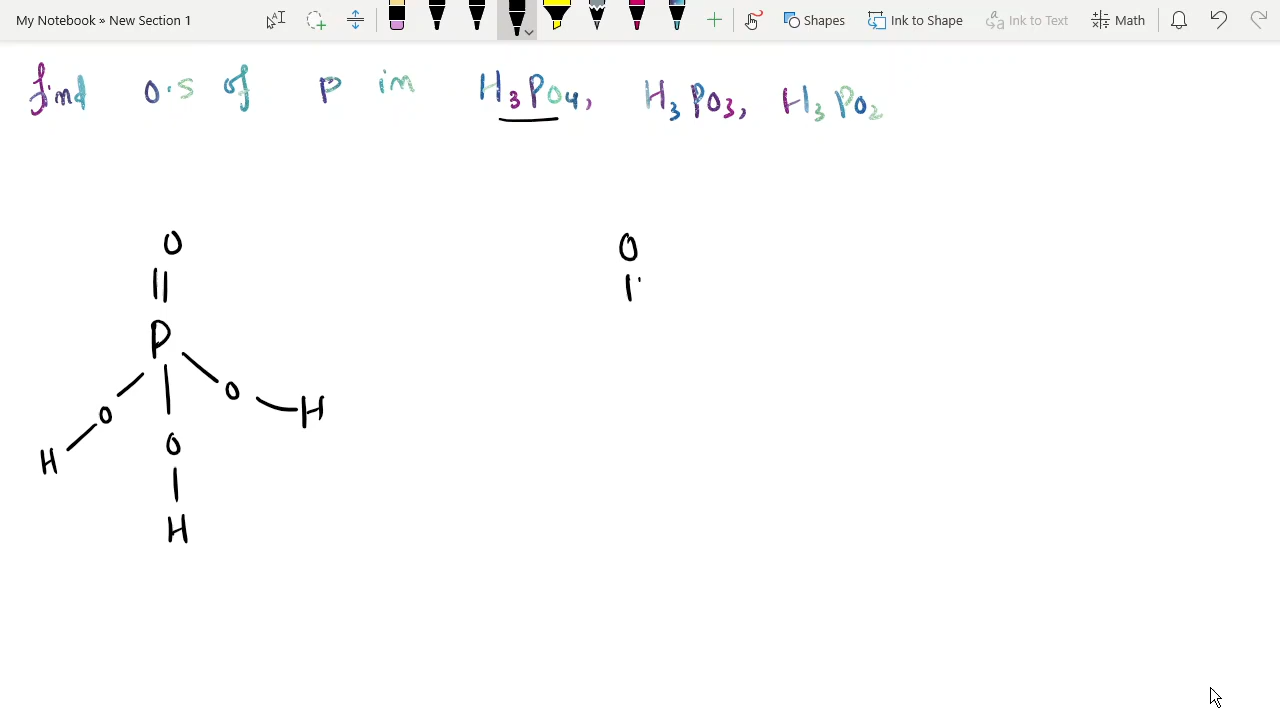 My Notebook » New Section 1
Shapes
Ink to Shape
Ink to Text
Math
find o.s of P in H3PO4, H3PO3, H3PO2
O
P
O
O
H
H
O
H
O